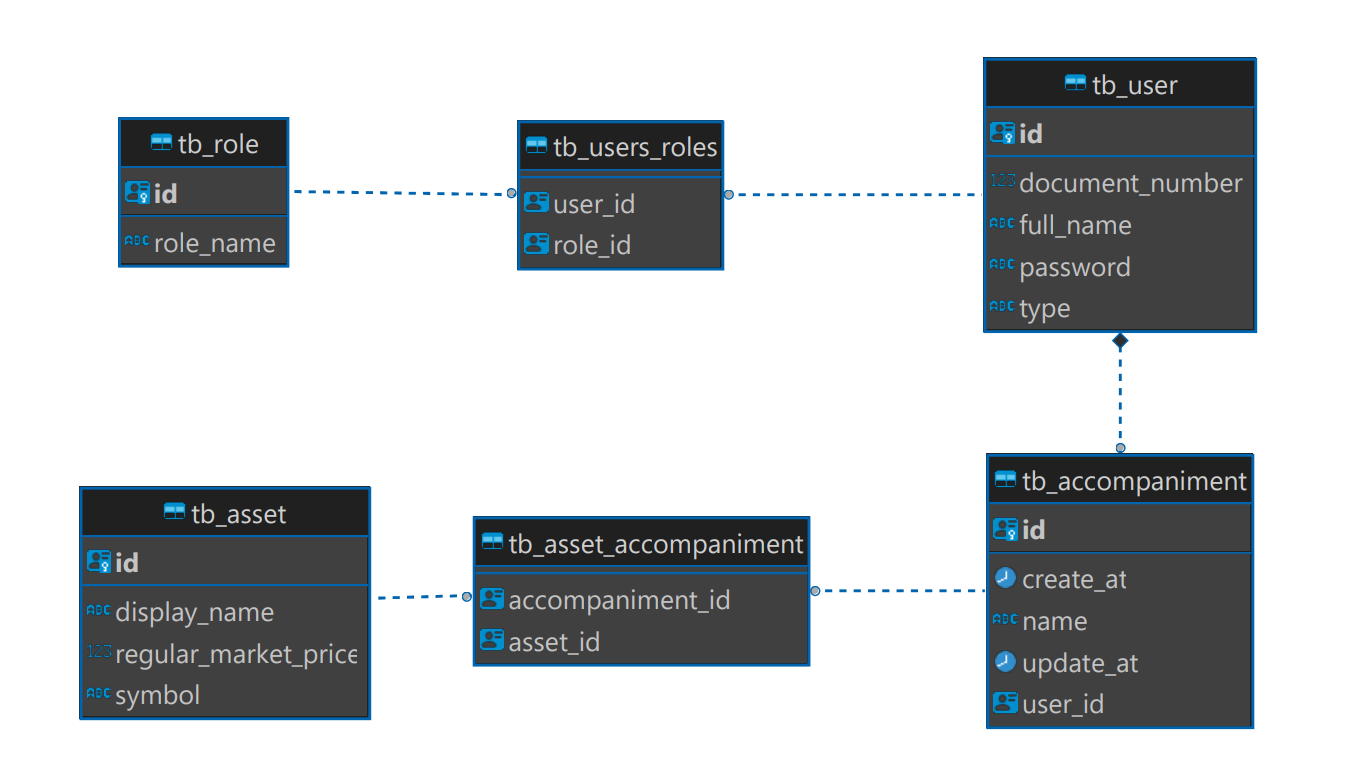 tb_role
id
ABC role_name
tb_users_roles
user_id
role_id
tb_user
id
123 document_number
ABC full_name
ABC password
ABC type
tb_asset
id
ABC display_name
123 regular_market_price
ABC symbol
tb_asset_accompaniment
accompaniment_id
asset_id
tb_accompaniment
id
create_at
ABC name
update_at
user_id